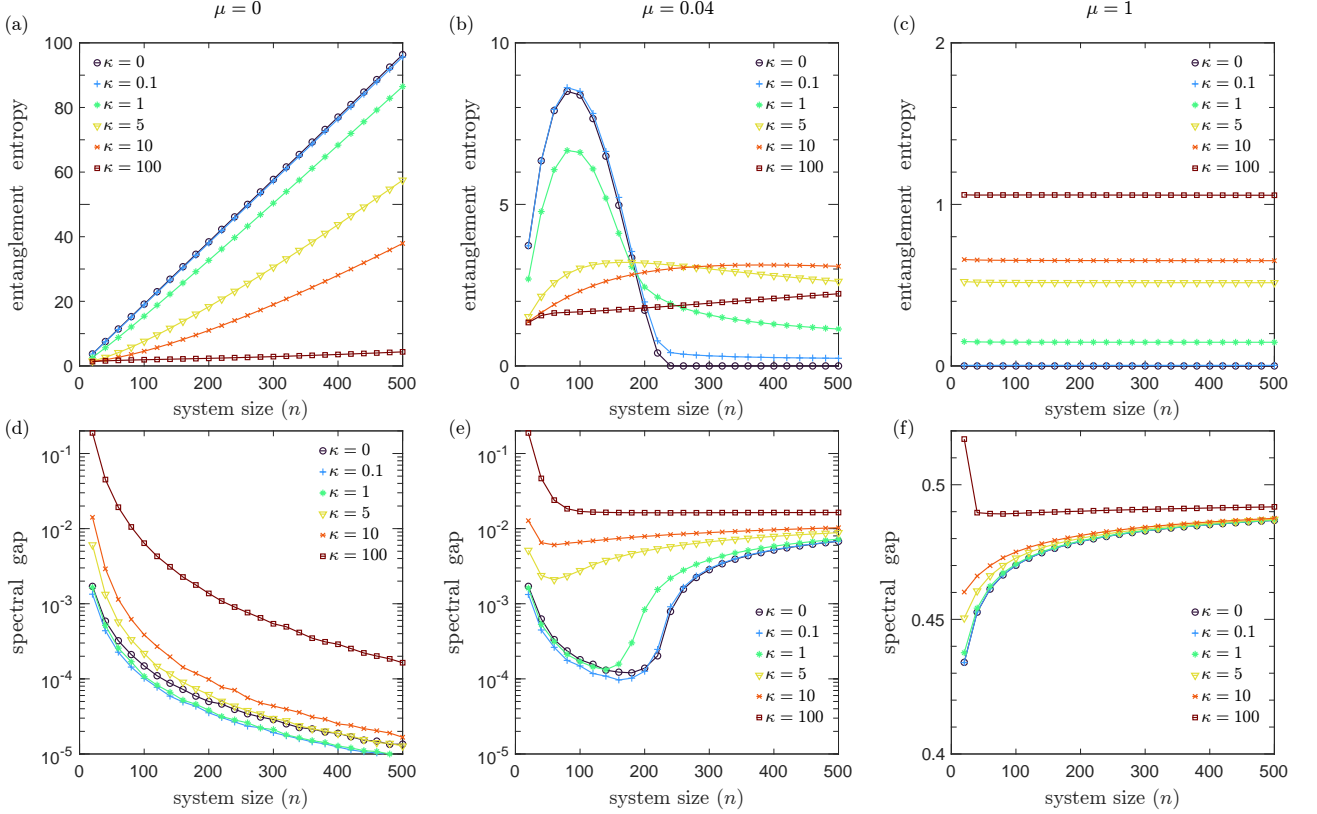 μ = 0
μ = 0.04
μ = 1
(a)
100
80
60
40
20
0
entanglement entropy
κ = 0
κ = 0.1
κ = 1
κ = 5
κ = 10
κ = 100
0 100 200 300 400 500
system size (n)
(b)
10
5
0
entanglement entropy
κ = 0
κ = 0.1
κ = 1
κ = 5
κ = 10
κ = 100
0 100 200 300 400 500
system size (n)
(c)
2
1
0
entanglement entropy
κ = 0
κ = 0.1
κ = 1
κ = 5
κ = 10
κ = 100
0 100 200 300 400 500
system size (n)
(d)
10⁻¹
10⁻²
10⁻³
10⁻⁴
10⁻⁵
spectral gap
κ = 0
κ = 0.1
κ = 1
κ = 5
κ = 10
κ = 100
0 100 200 300 400 500
system size (n)
(e)
10⁻¹
10⁻²
10⁻³
10⁻⁴
10⁻⁵
spectral gap
κ = 0
κ = 0.1
κ = 1
κ = 5
κ = 10
κ = 100
0 100 200 300 400 500
system size (n)
(f)
0.5
0.45
0.4
spectral gap
κ = 0
κ = 0.1
κ = 1
κ = 5
κ = 10
κ = 100
0 100 200 300 400 500
system size (n)